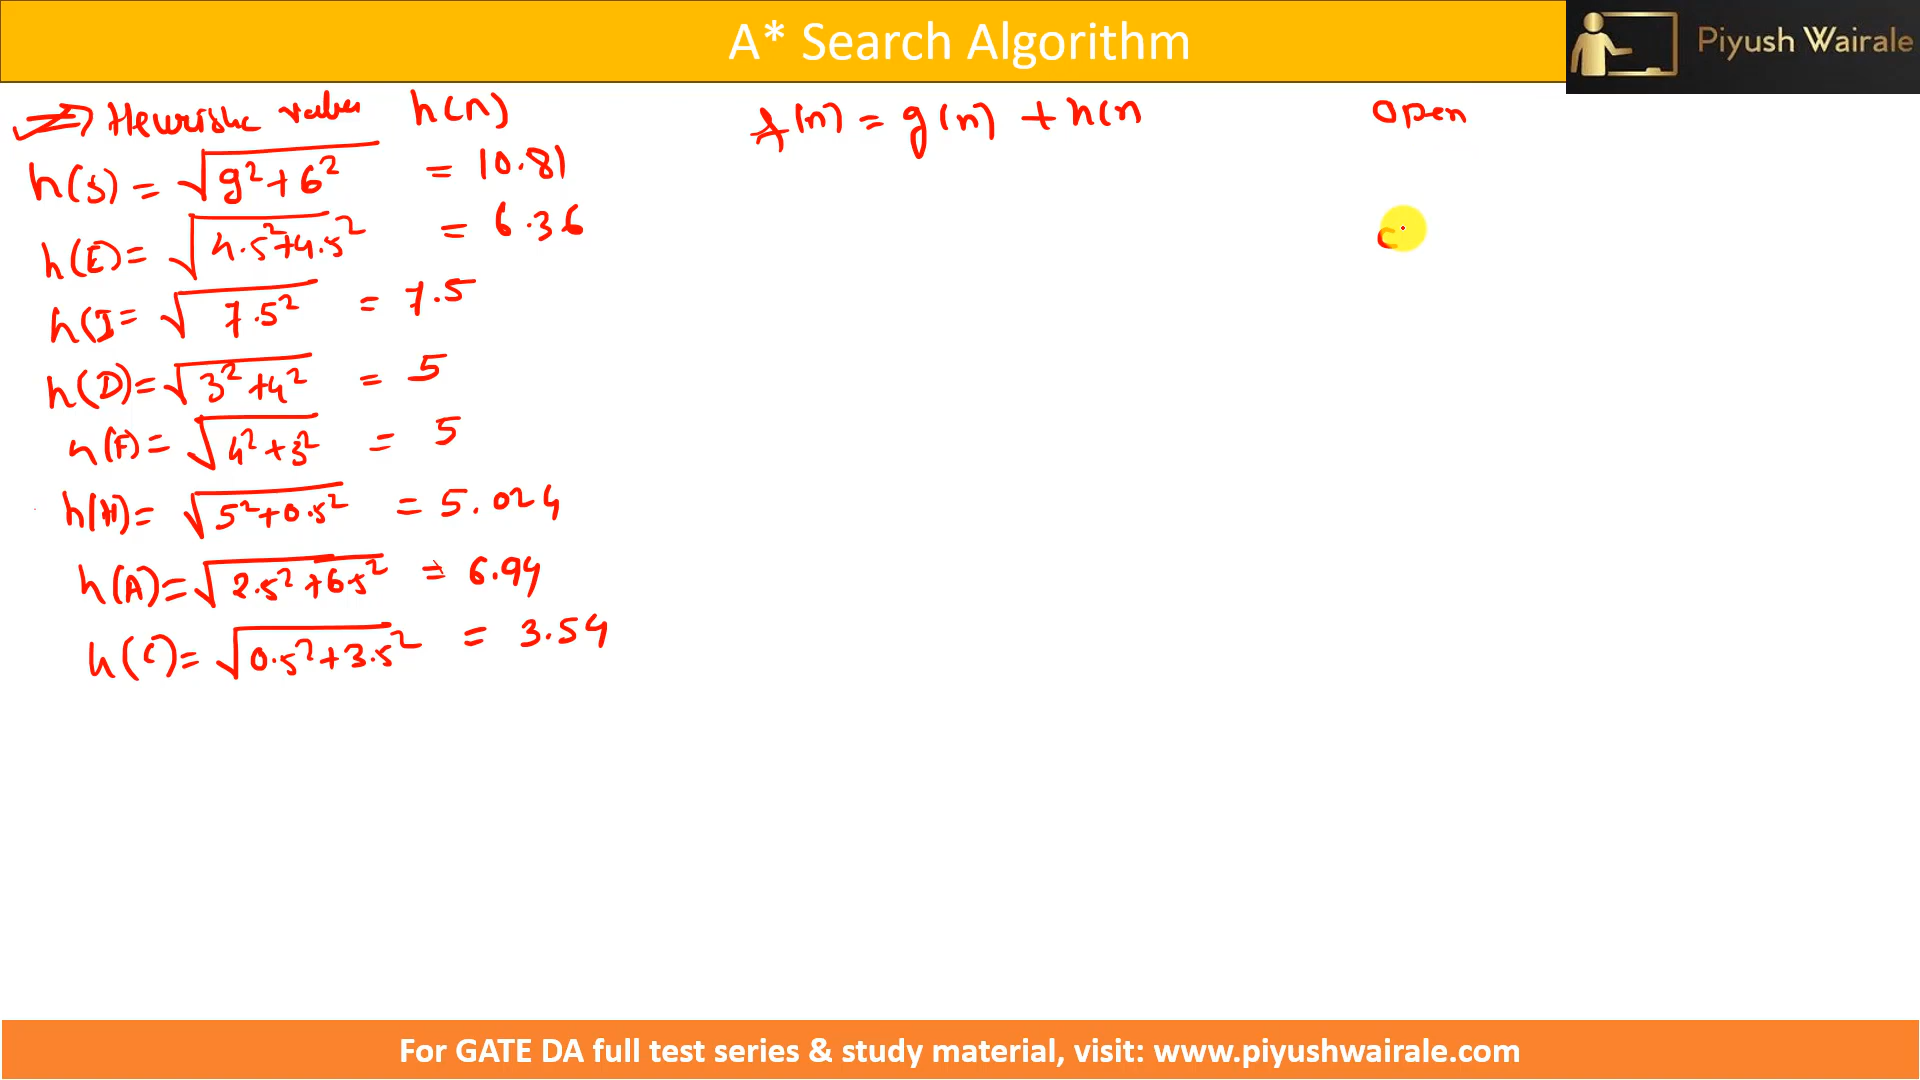 A* Search Algorithm
Piyush Wairale
Heuristic values h(n)
f(n) = g(n) + h(n
Open
h(S) = √9²+6² = 10.81
h(E) = √4.5²+4.5² = 6.36
h(I = √7.5² = 7.5
h(D) = √3²+4² = 5
h(F) = √4²+3² = 5
h(H) = √5²+0.5² = 5.024
h(A) = √2.5²+6.5² = 6.94
h(C) = √0.5²+3.5² = 3.54
For GATE DA full test series & study material, visit: www.piyushwairale.com